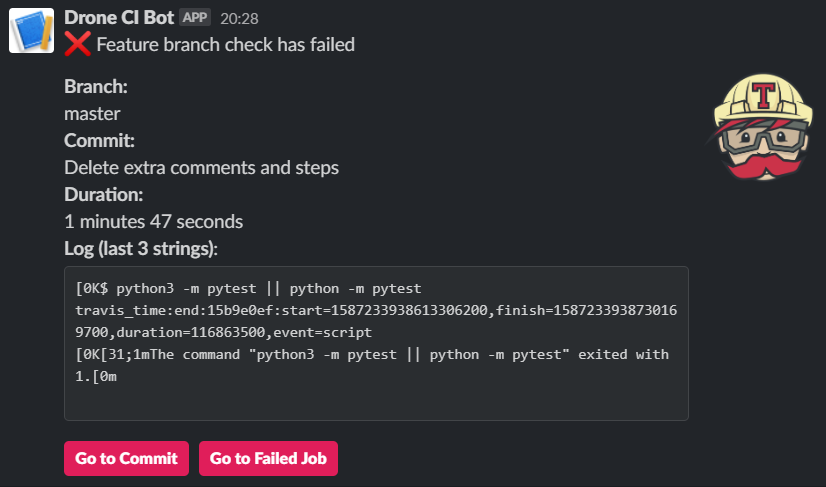 Drone CI Bot APP 20:28
❌ Feature branch check has failed
Branch:
master
Commit:
Delete extra comments and steps
Duration:
1 minutes 47 seconds
Log (last 3 strings):
[0K$ python3 -m pytest || python -m pytest
travis_time:end:15b9e0ef:start=1587233938613306200,finish=158723393873016
9700,duration=116863500,event=script
[0K[31;1mThe command "python3 -m pytest || python -m pytest" exited with
1.[0m
T
Go to Commit Go to Failed Job